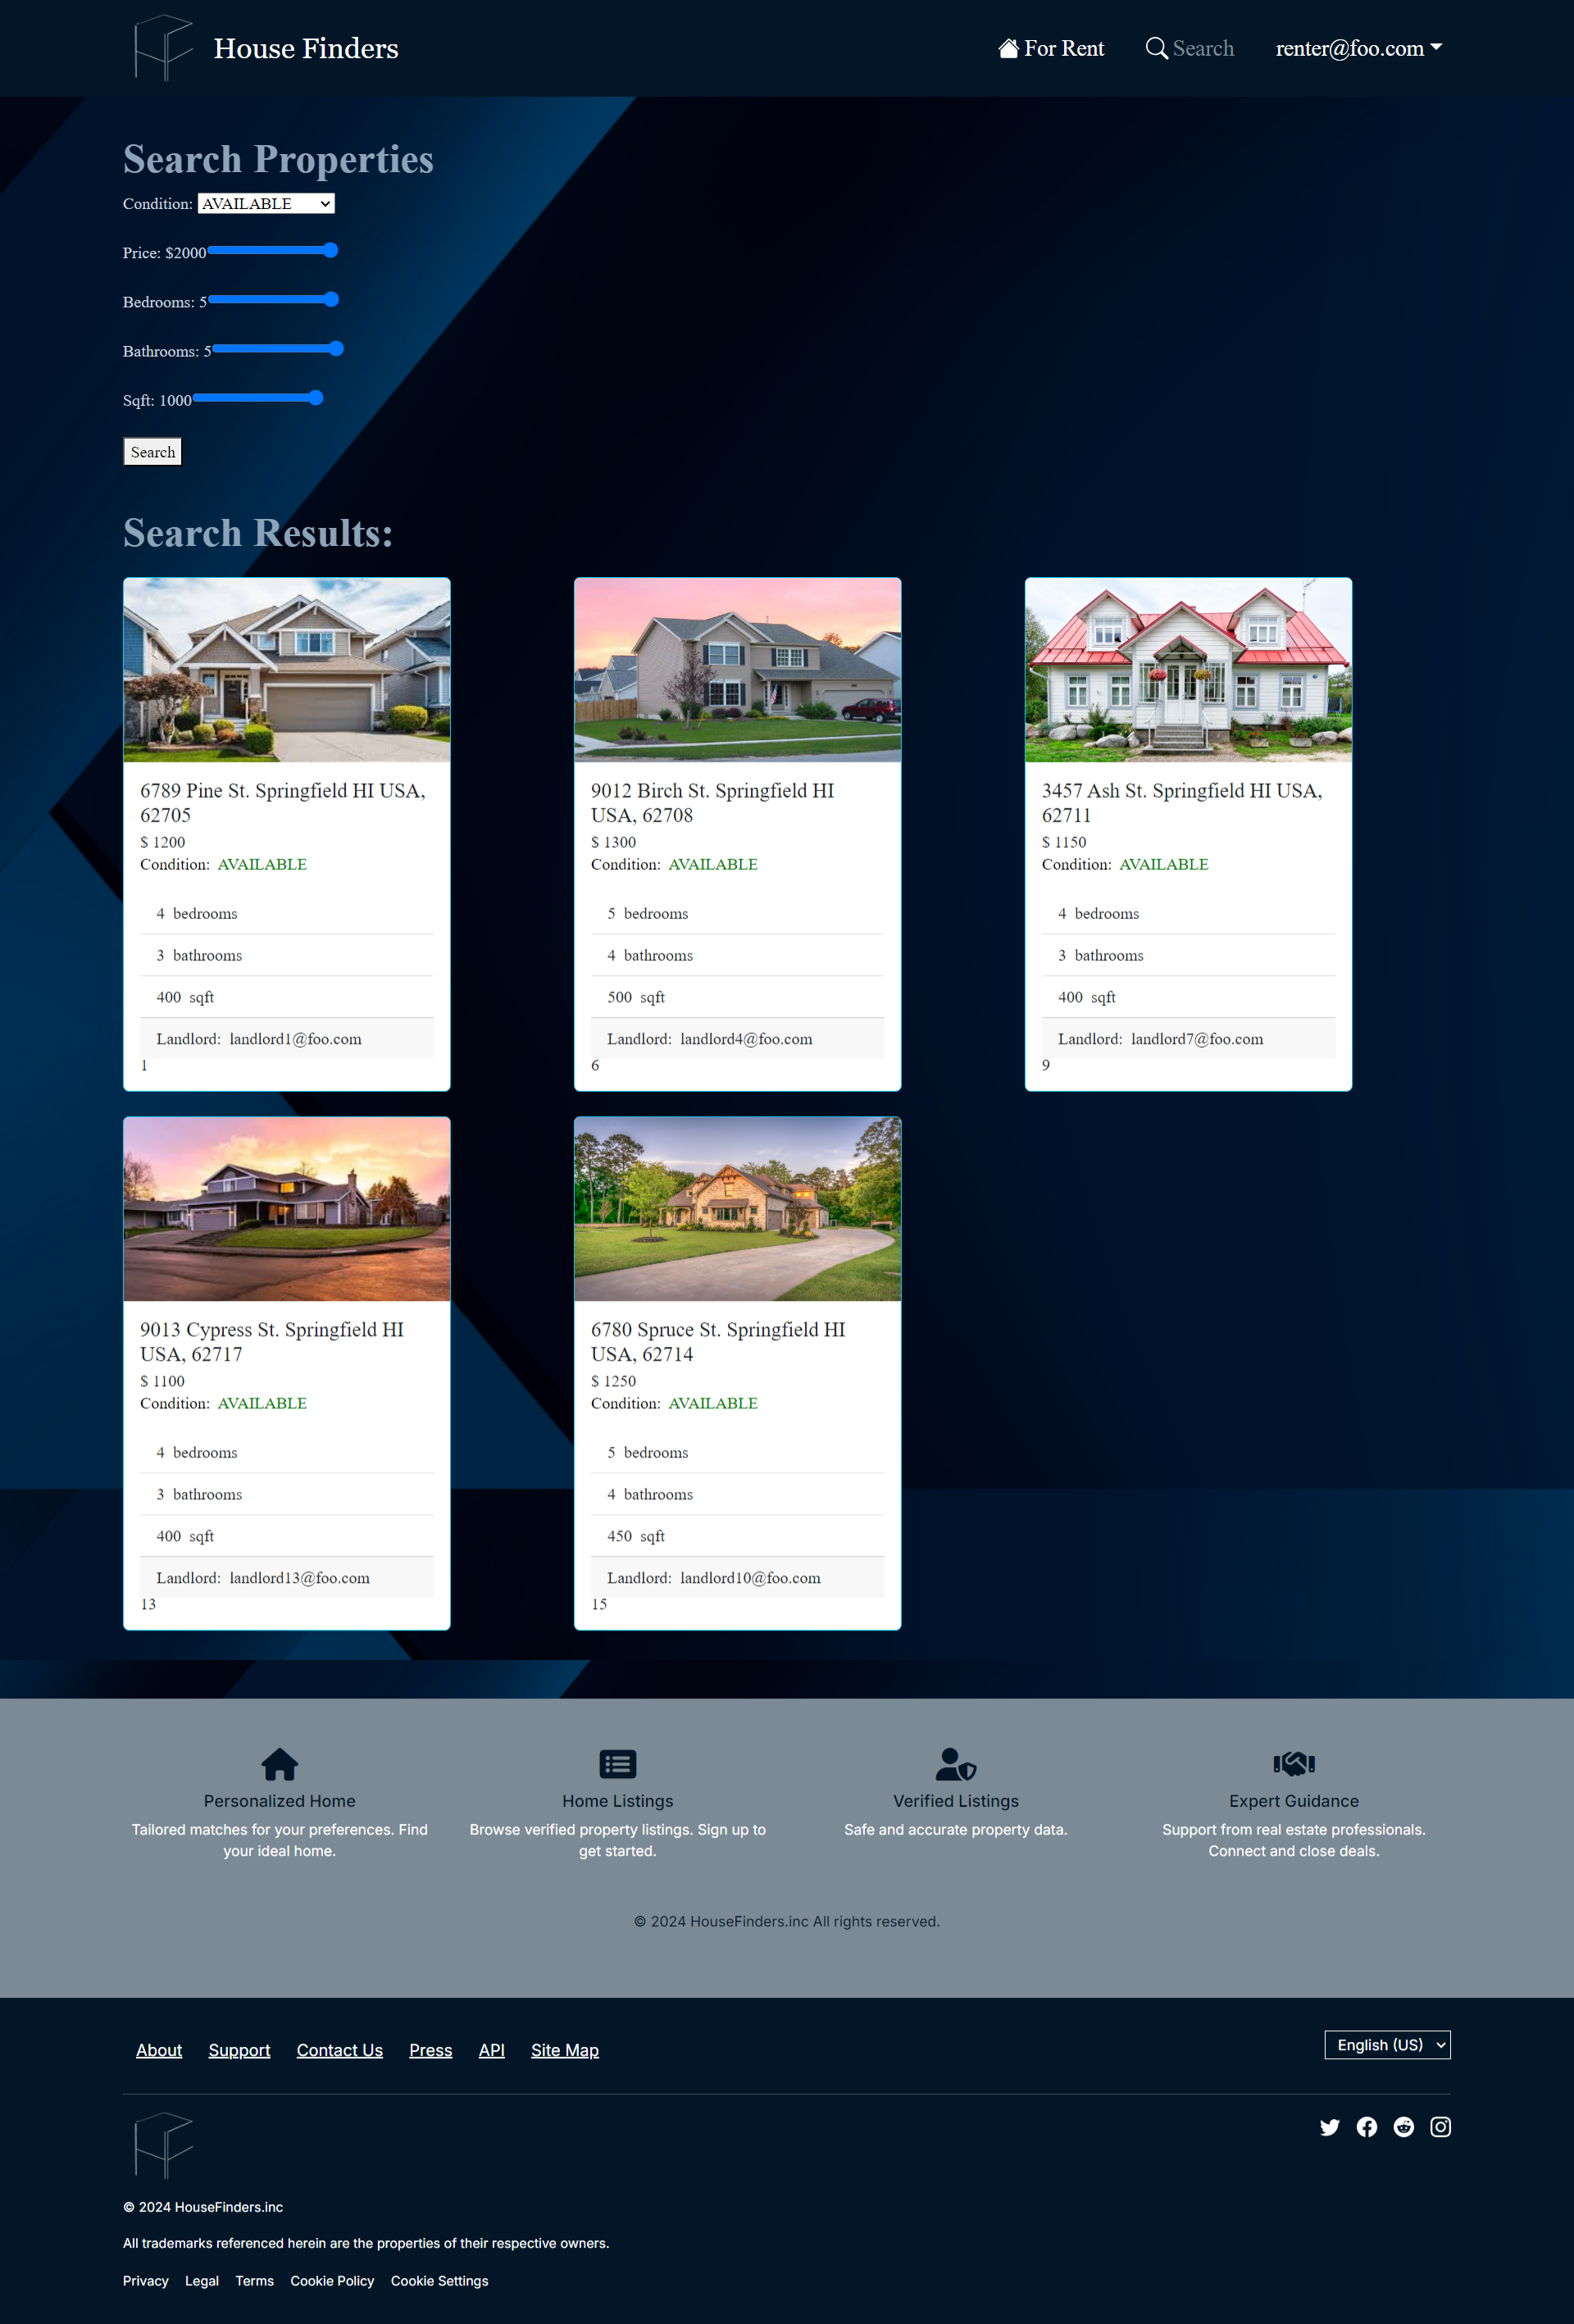 House Finders
For Rent
Search
renter@foo.com
Search Properties
Condition: AVAILABLE
Price: $2000
Bedrooms: 5
Bathrooms: 5
Sqft: 1000
Search
Search Results:
6789 Pine St. Springfield HI USA,
62705
$ 1200
Condition: AVAILABLE
4 bedrooms
3 bathrooms
400 sqft
Landlord: landlord1@foo.com
1
9012 Birch St. Springfield HI
USA, 62708
$ 1300
Condition: AVAILABLE
5 bedrooms
4 bathrooms
500 sqft
Landlord: landlord4@foo.com
6
3457 Ash St. Springfield HI USA,
62711
$ 1150
Condition: AVAILABLE
4 bedrooms
3 bathrooms
400 sqft
Landlord: landlord7@foo.com
9
9013 Cypress St. Springfield HI
USA, 62717
$ 1100
Condition: AVAILABLE
4 bedrooms
3 bathrooms
400 sqft
Landlord: landlord13@foo.com
13
6780 Spruce St. Springfield HI
USA, 62714
$ 1250
Condition: AVAILABLE
5 bedrooms
4 bathrooms
450 sqft
Landlord: landlord10@foo.com
15
Personalized Home
Tailored matches for your preferences. Find
your ideal home.
Home Listings
Browse verified property listings. Sign up to
get started.
Verified Listings
Safe and accurate property data.
Expert Guidance
Support from real estate professionals.
Connect and close deals.
© 2024 HouseFinders.inc All rights reserved.
About Support Contact Us Press API Site Map
English (US)
© 2024 HouseFinders.inc
All trademarks referenced herein are the properties of their respective owners.
Privacy Legal Terms Cookie Policy Cookie Settings